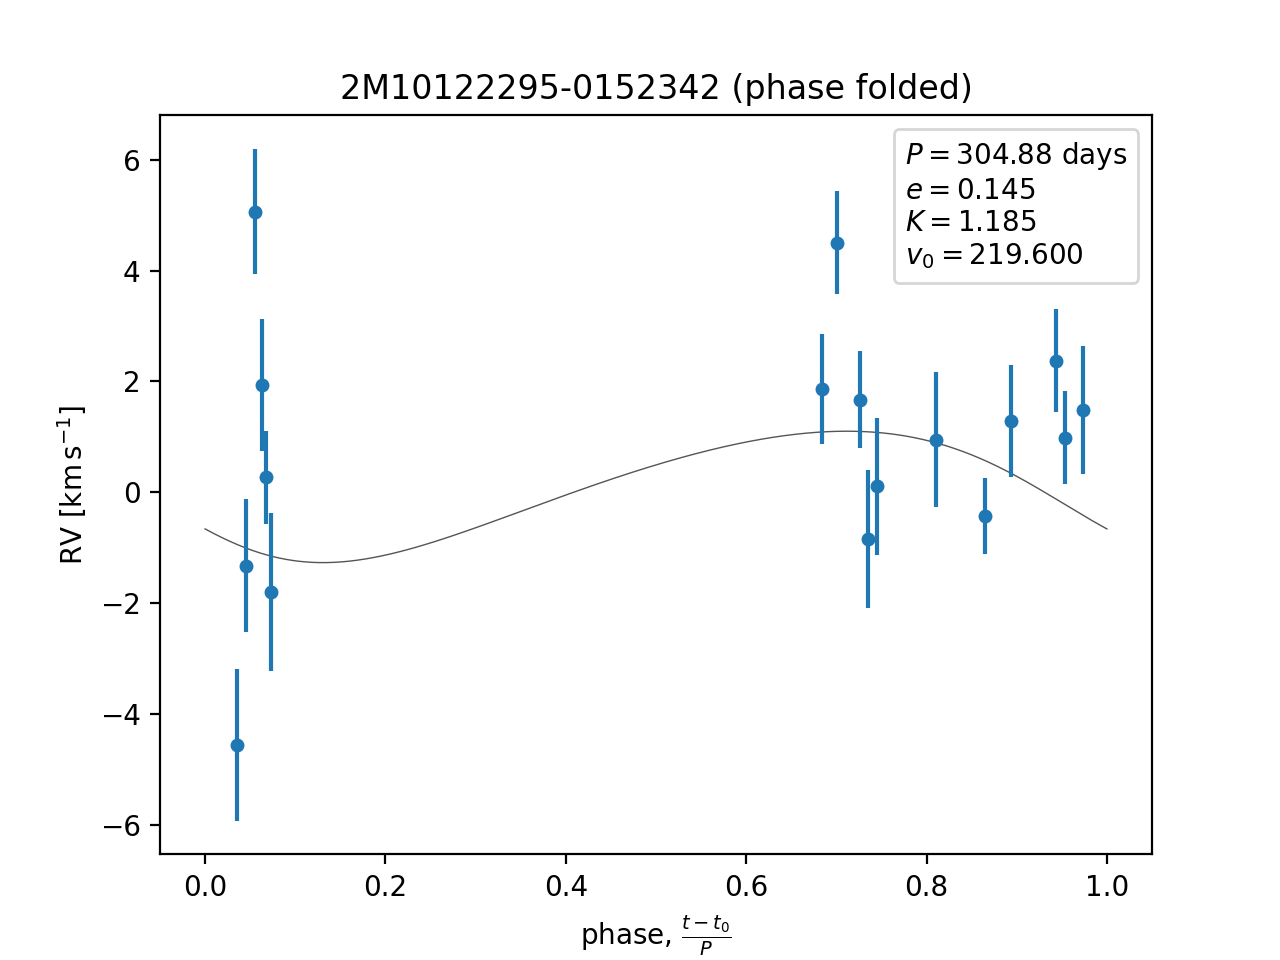 2M10122295-0152342 (phase folded)
P = 304.88 days
e = 0.145
K = 1.185
v₀ = 219.600
6
4
2
0
−2
−4
−6
RV [km s⁻¹]
0.0 0.2 0.4 0.6 0.8 1.0
phase, (t − t₀)/P